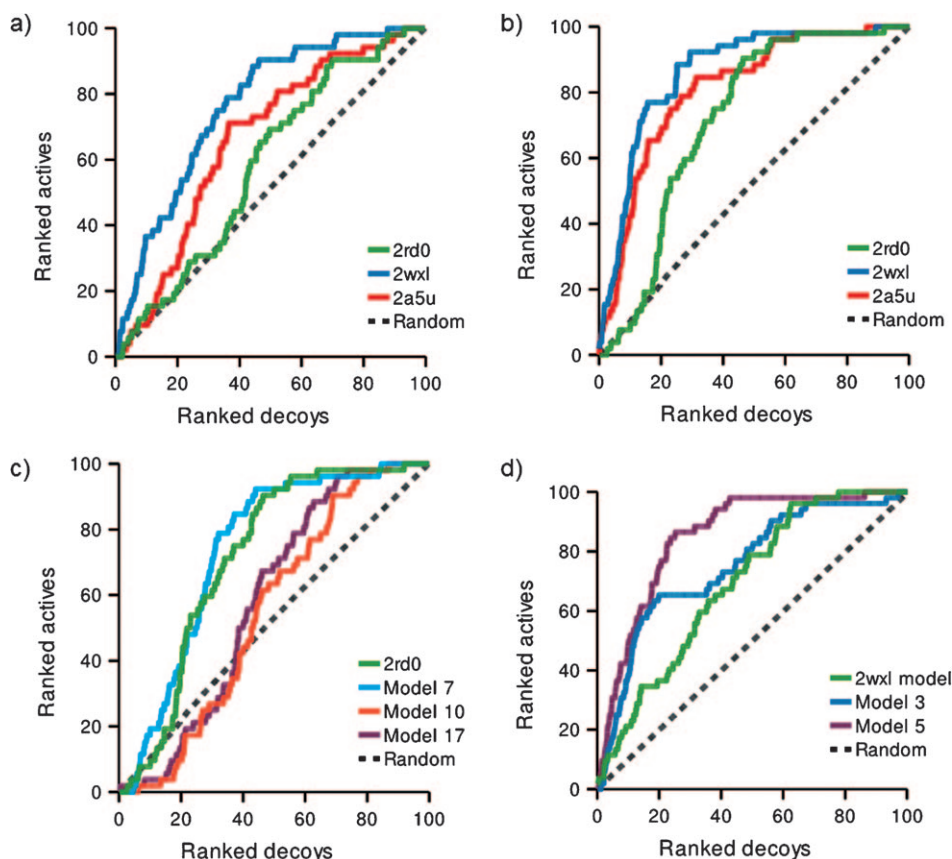 a)
Ranked actives
100
80
60
40
20
0
2rd0
2wxl
2a5u
Random
0 20 40 60 80 100
Ranked decoys
b)
Ranked actives
100
80
60
40
20
0
2rd0
2wxl
2a5u
Random
0 20 40 60 80 100
Ranked decoys
c)
Ranked actives
100
80
60
40
20
0
2rd0
Model 7
Model 10
Model 17
Random
0 20 40 60 80 100
Ranked decoys
d)
Ranked actives
100
80
60
40
20
0
2wxl model
Model 3
Model 5
Random
0 20 40 60 80 100
Ranked decoys